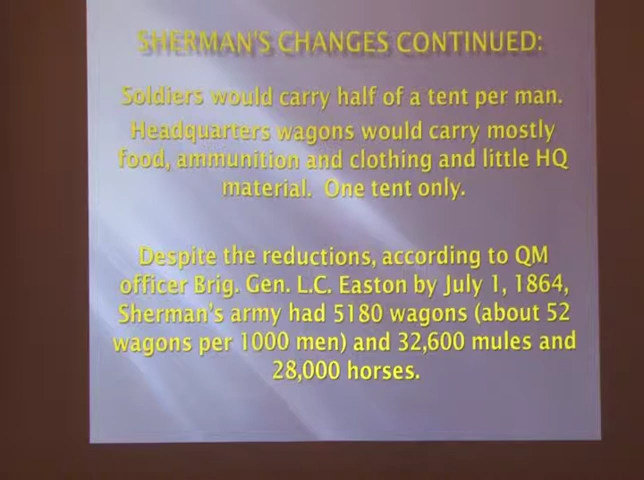 SHERMAN'S CHANGES CONTINUED:
Soldiers would carry half of a tent per man.
Headquarters wagons would carry mostly
food, ammunition and clothing and little HQ
material. One tent only.
Despite the reductions, according to QM
officer Brig. Gen. L.C. Easton by July 1, 1864,
Sherman's army had 5180 wagons (about 52
wagons per 1000 men) and 32,600 mules and
28,000 horses.